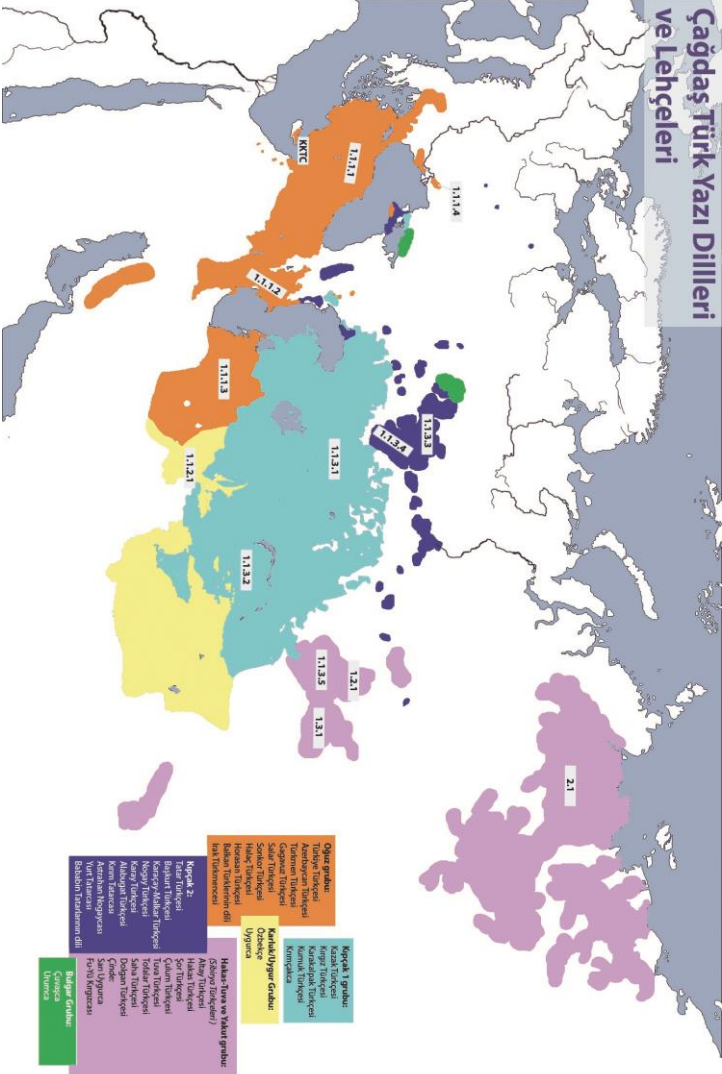 Çağdaş Türk Yazı Dillleri
ve Lehçeleri
1.1.1.4
1.1.1.1
KKTC
1.1.1.2
1.1.1.3
1.1.2.1
1.1.3.1
1.1.3.2
1.1.3.3
1.1.3.4
1.1.3.5
1.2.1
1.3.1
2.1
Oğuz grubu:
Türkiye Türkçesi
Azerbaycan Türkçesi
Türkmen Türkçesi
Gagavuz Türkçesi
Salar Türkçesi
Sonkor Türkçesi
Halaç Türkçesi
Horasan Türkçesi
Balkan Türklerinin dili
Irak Türkmencesi
Kıpçak 1 grubu:
Kazak Türkçesi
Kırgız Türkçesi
Karakalpak Türkçesi
Kumuk Türkçesi
Kırımçakça
Karluk/Uygur Grubu:
Özbekçe
Uygurca
Kıpçak 2:
Tatar Türkçesi
Başkurt Türkçesi
Karaçay-Malkar Türkçesi
Nogay Türkçesi
Karay Türkçesi
Alabugat Türkçesi
Kırım Tatarcası
Astrahan Nogaycası
Yurt Tatarcası
Bababin Tatarlarının dili
Hakas-Tuva ve Yakut grubu:
(Sibirya Türkçeleri)
Altay Türkçesi
Hakas Türkçesi
Şor Türkçesi
Çulum Türkçesi
Tuva Türkçesi
Tofalar Türkçesi
Saha Türkçesi
Dolgan Türkçesi
Çinde:
Sarı Uygurca
Fu-Yü Kırgızcası
Bulgar Grubu:
Çuvaşça
Urumca